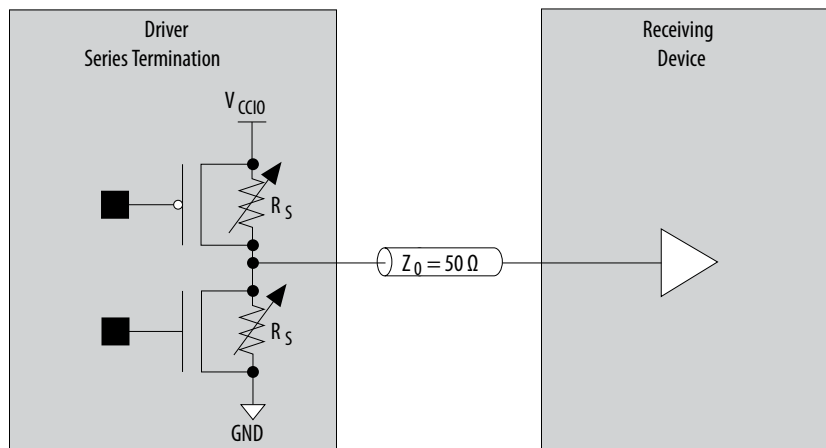 Driver
Series Termination
Receiving
Device
V CCIO
R S
Z 0 = 50 Ω
R S
GND